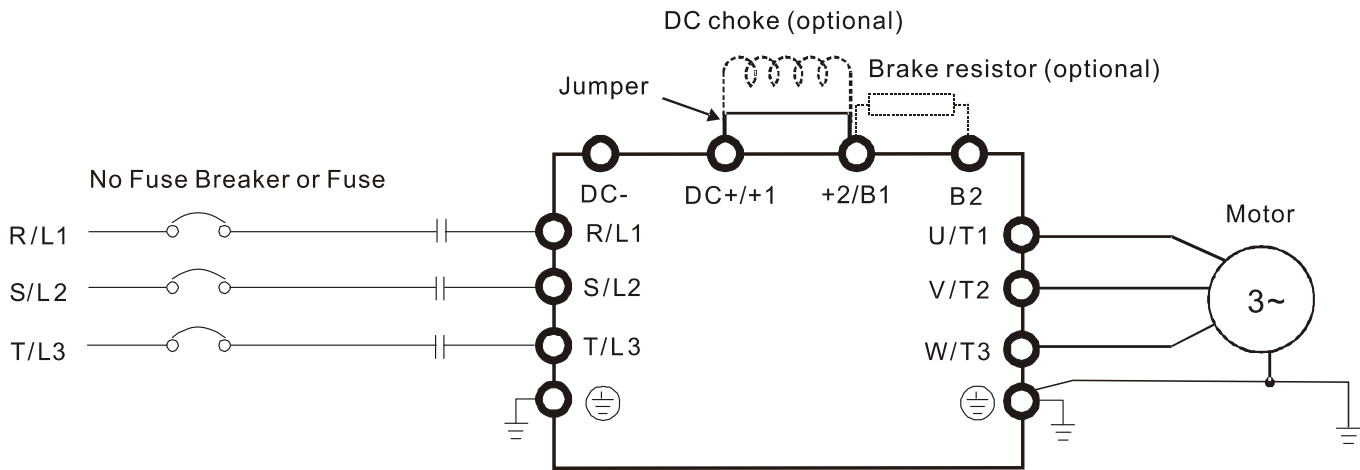 DC choke (optional)
Jumper
Brake resistor (optional)
No Fuse Breaker or Fuse
DC-
DC+/+1
+2/B1
B2
R/L1
R/L1
U/T1
Motor
S/L2
S/L2
V/T2
3~
T/L3
T/L3
W/T3